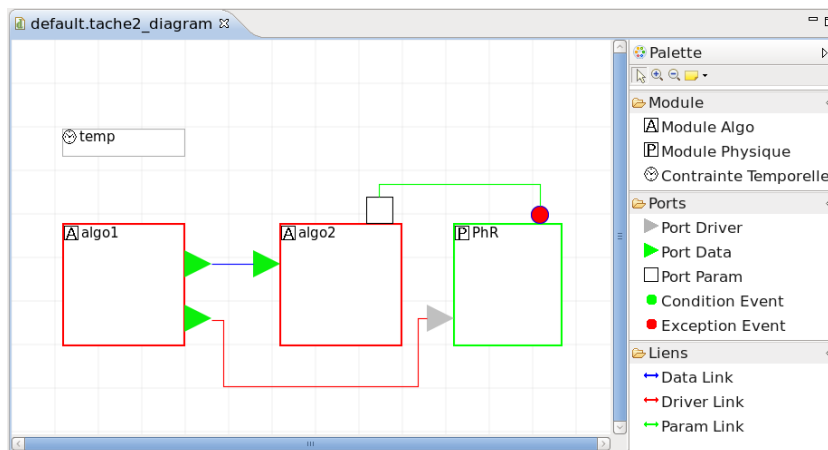 default.tache2_diagram
temp
A algo1
A algo2
P PhR
Palette
Module
A Module Algo
P Module Physique
Contrainte Temporelle
Ports
Port Driver
Port Data
Port Param
Condition Event
Exception Event
Liens
Data Link
Driver Link
Param Link